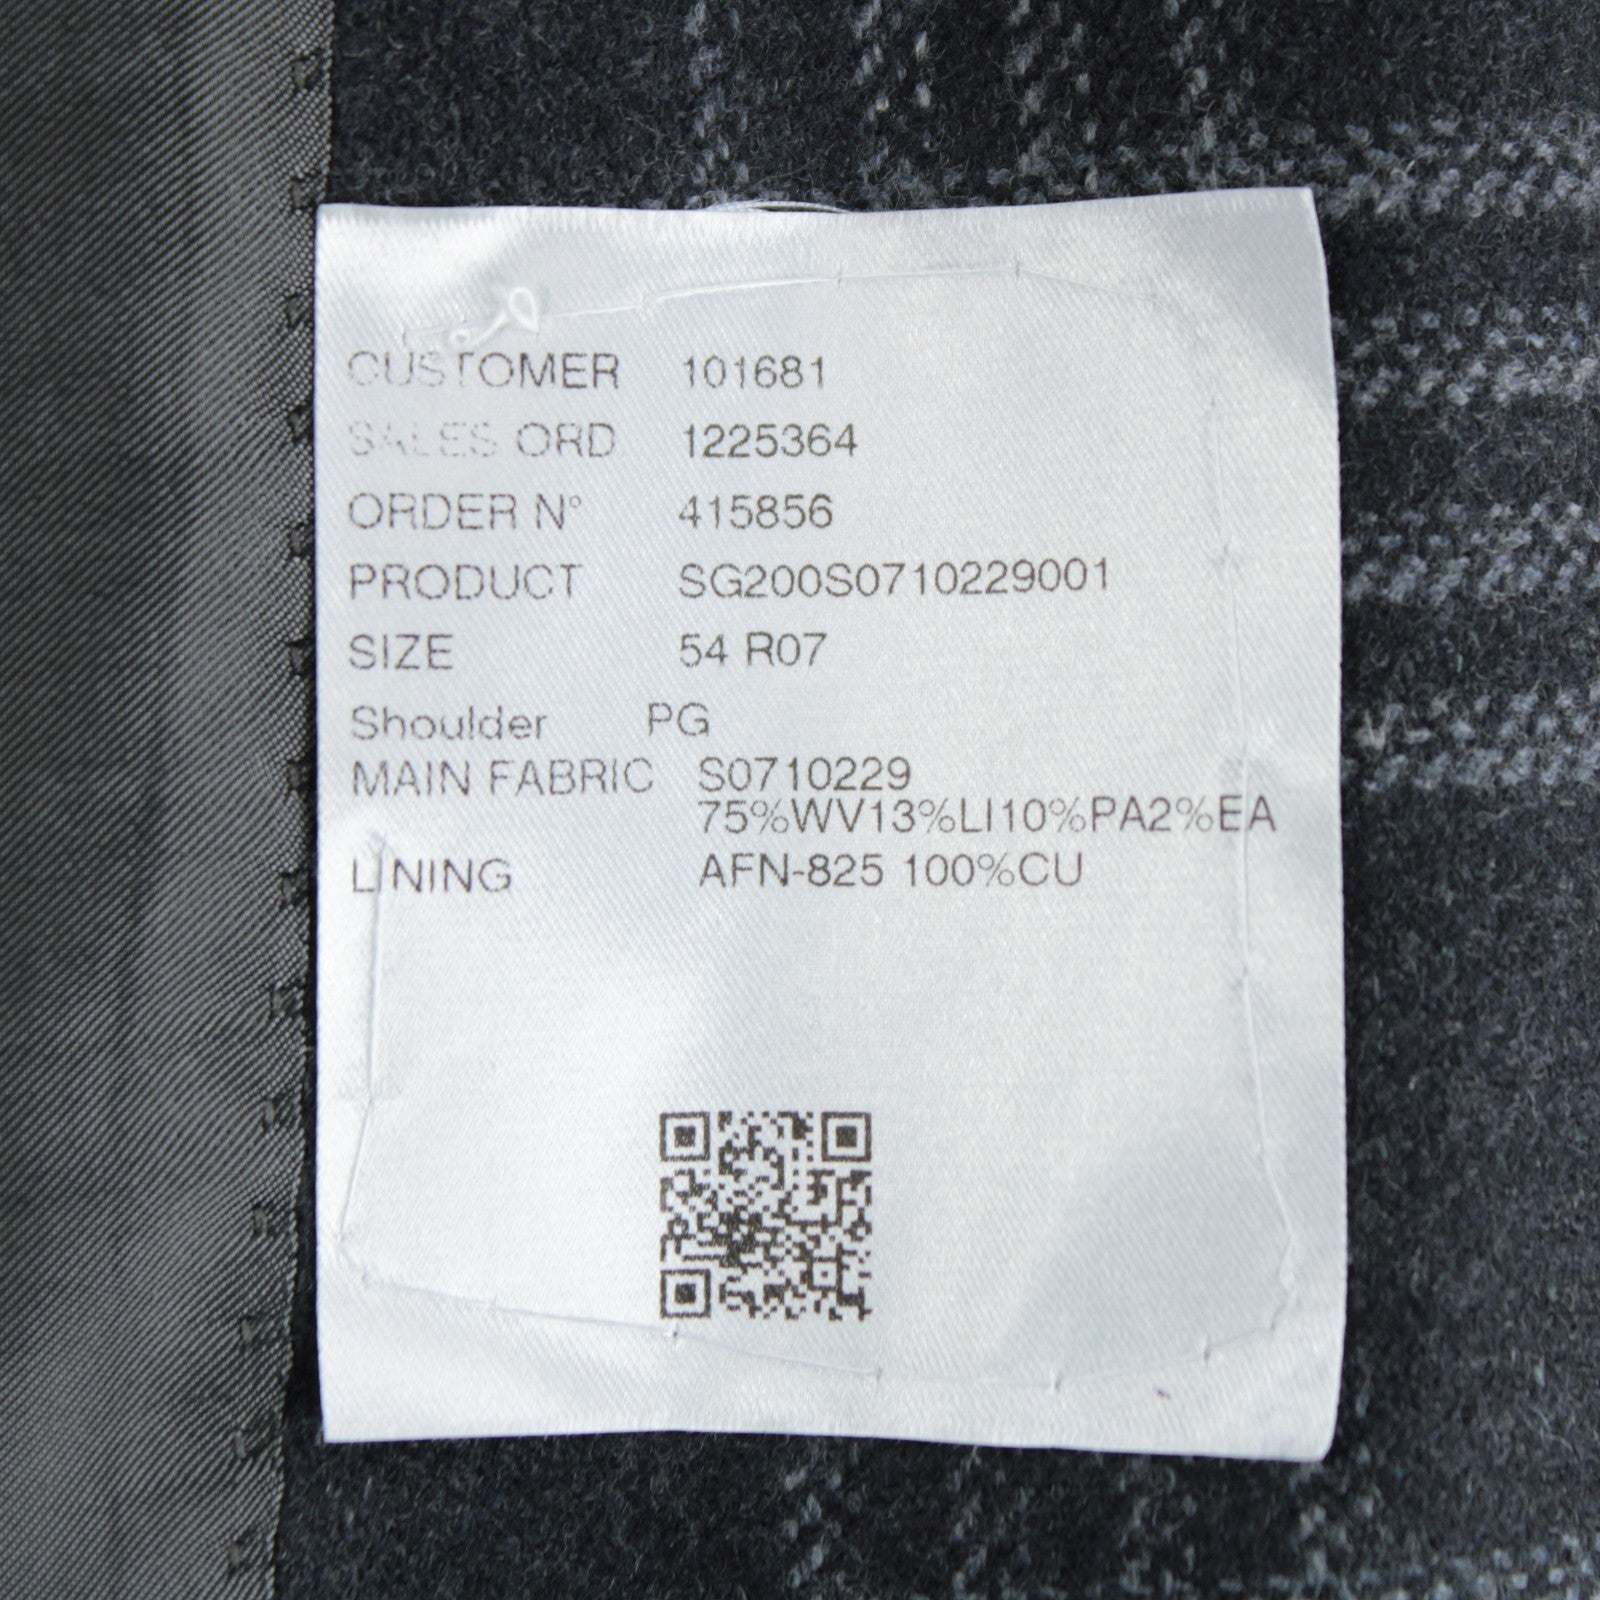 CUSTOMER 101681
SALES ORD 1225364
ORDER N° 415856
PRODUCT SG200S0710229001
SIZE 54 R07
Shoulder PG
MAIN FABRIC S0710229
75%WV13%LI10%PA2%EA
LINING AFN-825 100%CU